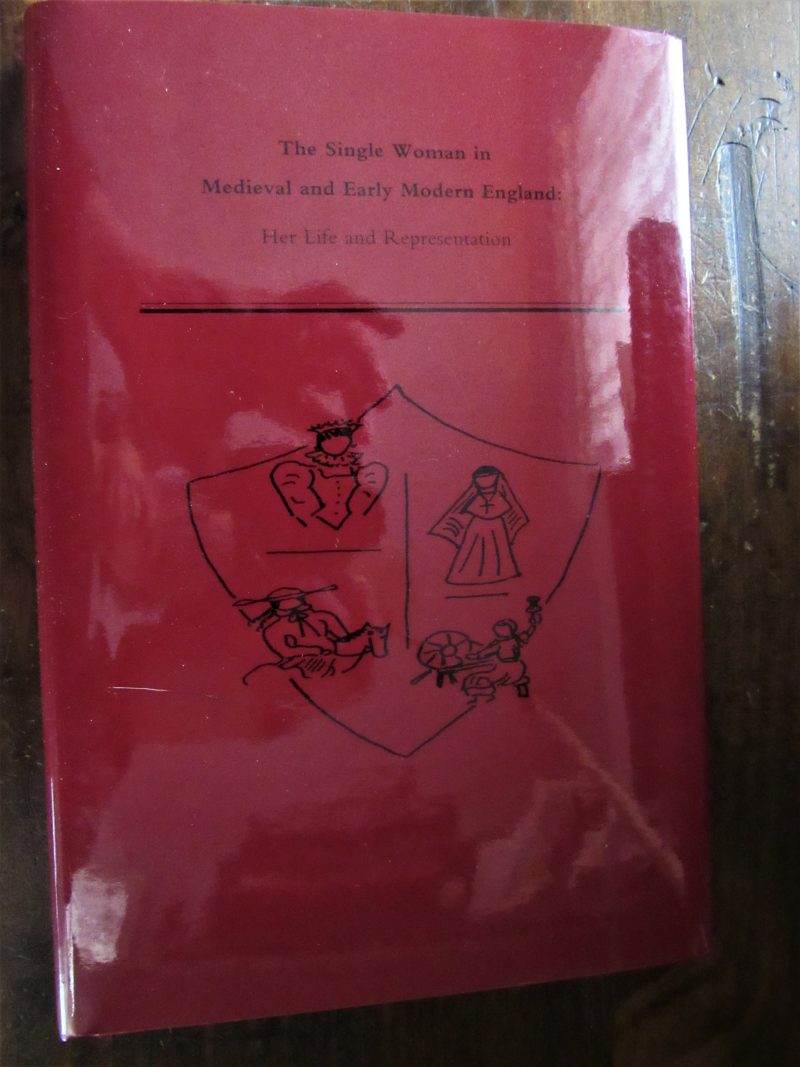 The Single Woman in
Medieval and Early Modern England:
Her Life and Representation